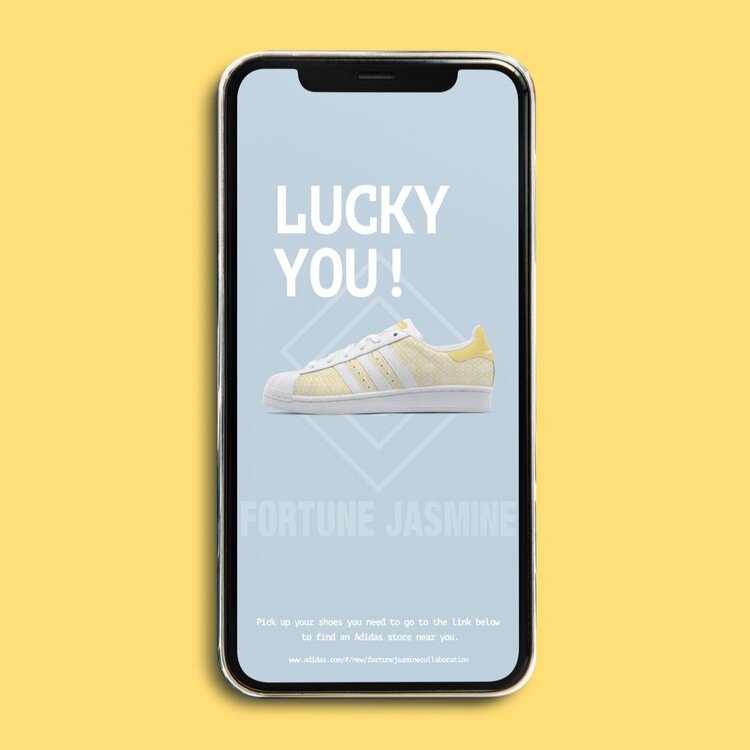 LUCKY
YOU!
FORTUNE JASMINE
Pick up your shoes you need to go to the link below
to find an Adidas store near you.
www.adidas.com/#/new/fortunejasminecollaboration